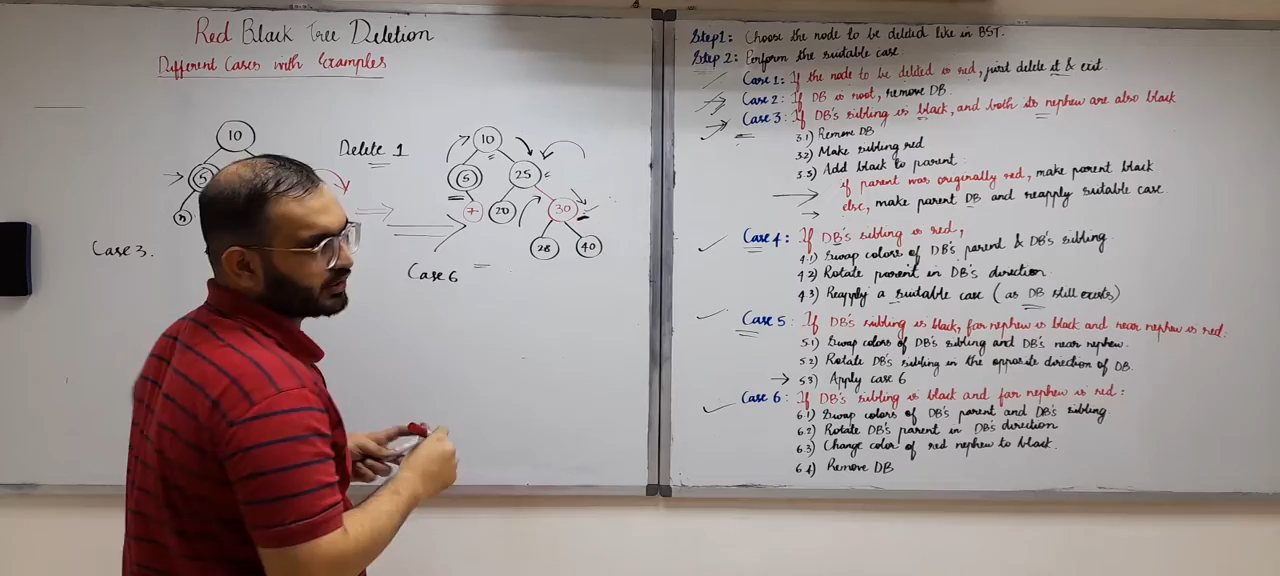 Red Black Tree Deletion
Different Cases with Examples
10
5
n
Case 3.
Delete 1
Case 6
10
5
25
7
20
30
28
40
Step1: Choose the node to be deleted like in BST.
Step 2: Perform the suitable case.
Case 1: If the node to be deleted is red, just delete it & exit.
Case 2: If DB is root, remove DB.
Case 3: If DB's sibling is black, and both its nephew are also black
3.1) Remove DB
3.2) Make sibling red
3.3) Add black to parent.
if parent was originally red, make parent black
else, make parent DB and reapply suitable case.
Case 4: If DB's sibling is red,
4.1) Swap colors of DB's parent & DB's sibling.
4.2) Rotate parent in DB's direction
4.3) Reapply a suitable case (as DB still exists)
Case 5: If DB's sibling is black, far nephew is black and near nephew is red:
5.1) Swap colors of DB's sibling and DB's near nephew.
5.2) Rotate DB's sibling in the opposite direction of DB.
5.3) Apply case 6
Case 6: If DB's sibling is black and far nephew is red:
6.1) Swap colors of DB's parent and DB's sibling
6.2) Rotate DB's parent in DB's direction
6.3) Change color of red nephew to black.
6.4) Remove DB